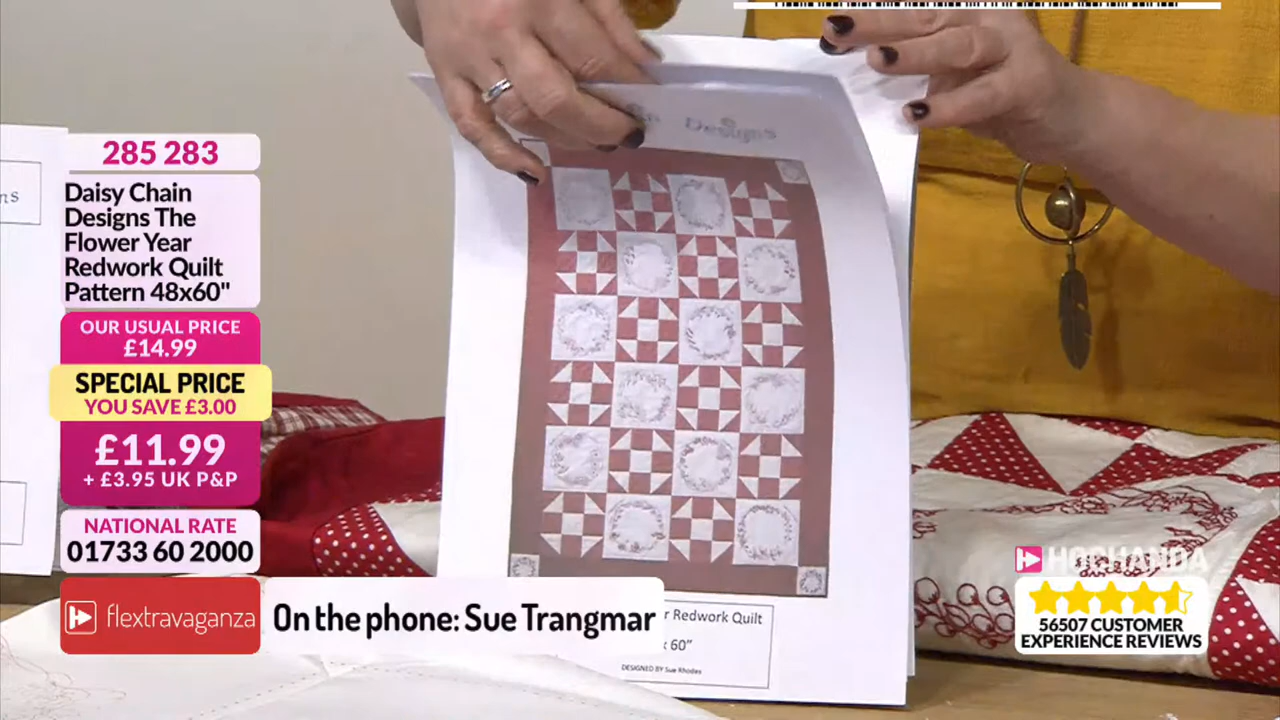 285 283
Daisy Chain
Designs The
Flower Year
Redwork Quilt
Pattern 48x60"
OUR USUAL PRICE
£14.99
SPECIAL PRICE
YOU SAVE £3.00
£11.99
+ £3.95 UK P&P
NATIONAL RATE
01733 60 2000
flextravaganza
On the phone: Sue Trangmar
Designs
r Redwork Quilt
60"
DESIGNED BY Sue Rhodes
HOCHANDA
56507 CUSTOMER
EXPERIENCE REVIEWS
ns